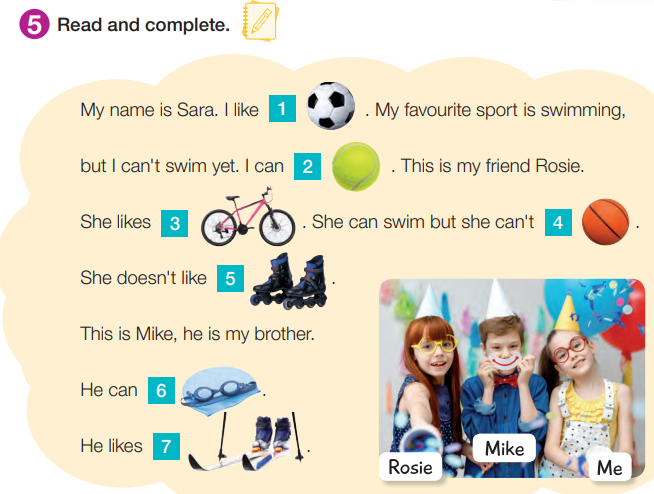 5 Read and complete.
My name is Sara. I like 1 . My favourite sport is swimming,
but I can't swim yet. I can 2 . This is my friend Rosie.
She likes 3 . She can swim but she can't 4 .
She doesn't like 5 .
This is Mike, he is my brother.
He can 6 .
He likes 7 .
Rosie
Mike
Me